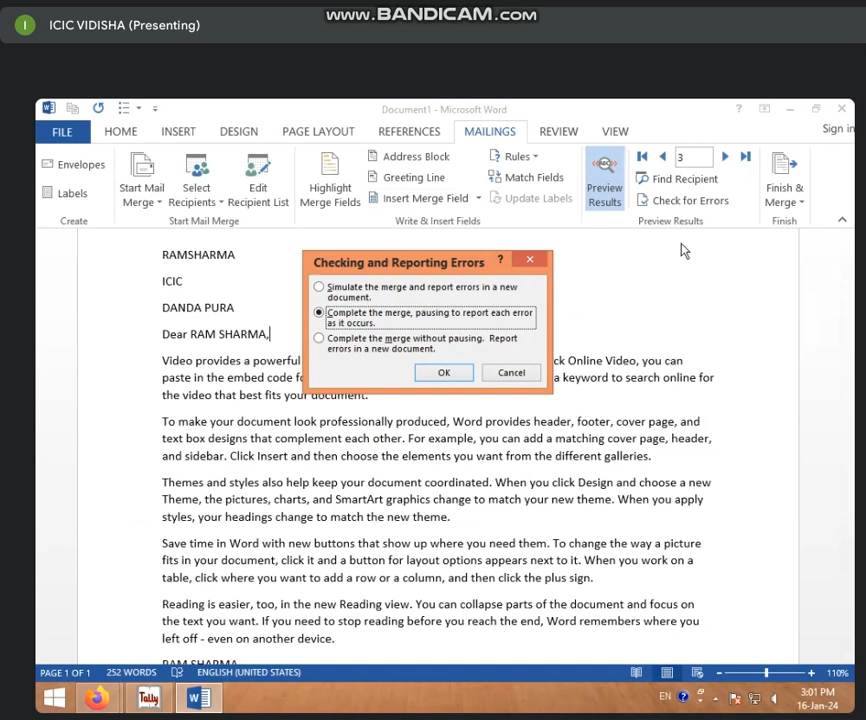 www.BANDICAM.com
I ICIC VIDISHA (Presenting)
Document1 - Microsoft Word
FILE HOME INSERT DESIGN PAGE LAYOUT REFERENCES MAILINGS REVIEW VIEW Sign in
Envelopes
Labels
Create
Start Mail
Merge
Select
Recipients
Edit
Recipient List
Start Mail Merge
Highlight
Merge Fields
Address Block
Greeting Line
Insert Merge Field
Rules
Match Fields
Update Labels
Write & Insert Fields
ABC
Preview
Results
3
Find Recipient
Check for Errors
Preview Results
Finish &
Merge
Finish
RAMSHARMA
ICIC
DANDA PURA
Dear RAM SHARMA,
Checking and Reporting Errors ?
Simulate the merge and report errors in a new
document.
Complete the merge, pausing to report each error
as it occurs.
Complete the merge without pausing. Report
errors in a new document.
OK Cancel
Video provides a powerful ck Online Video, you can
paste in the embed code fo a keyword to search online for
the video that best fits your document.
To make your document look professionally produced, Word provides header, footer, cover page, and
text box designs that complement each other. For example, you can add a matching cover page, header,
and sidebar. Click Insert and then choose the elements you want from the different galleries.
Themes and styles also help keep your document coordinated. When you click Design and choose a new
Theme, the pictures, charts, and SmartArt graphics change to match your new theme. When you apply
styles, your headings change to match the new theme.
Save time in Word with new buttons that show up where you need them. To change the way a picture
fits in your document, click it and a button for layout options appears next to it. When you work on a
table, click where you want to add a row or a column, and then click the plus sign.
Reading is easier, too, in the new Reading view. You can collapse parts of the document and focus on
the text you want. If you need to stop reading before you reach the end, Word remembers where you
left off - even on another device.
RAM SHARMA
PAGE 1 OF 1 252 WORDS ENGLISH (UNITED STATES) 110%
Tally
EN
3:01 PM
16-Jan-24